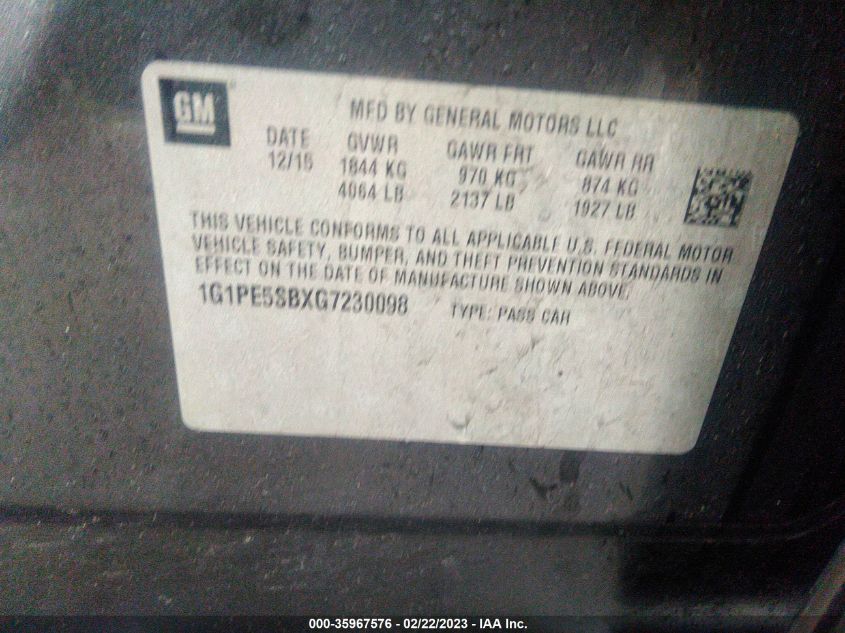 GM
MFD BY GENERAL MOTORS LLC
DATE GVWR GAWR FRT GAWR RR
12/15 1844 KG 970 KG 874 KG
4064 LB 2137 LB 1927 LB
THIS VEHICLE CONFORMS TO ALL APPLICABLE U.S. FEDERAL MOTOR
VEHICLE SAFETY, BUMPER, AND THEFT PREVENTION STANDARDS IN
EFFECT ON THE DATE OF MANUFACTURE SHOWN ABOVE.
1G1PE5SBXG7230098 TYPE: PASS CAR
000-35967576 - 02/22/2023 - IAA Inc.